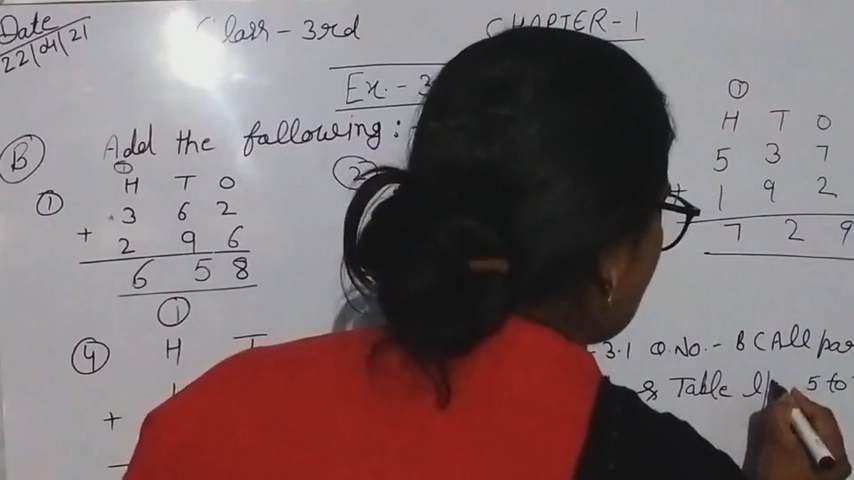 Date
22/04/21
Class - 3rd
CHAPTER - 1
Ex. - 3
B
Add the following:
1
①
H T O
3 6 2
+ 2 9 6
6 5 8
①
2
①
H T O
5 3 7
+ 1 9 2
7 2 9
4
H T
+
3.1 Q.No. - B C All
Table 5 to